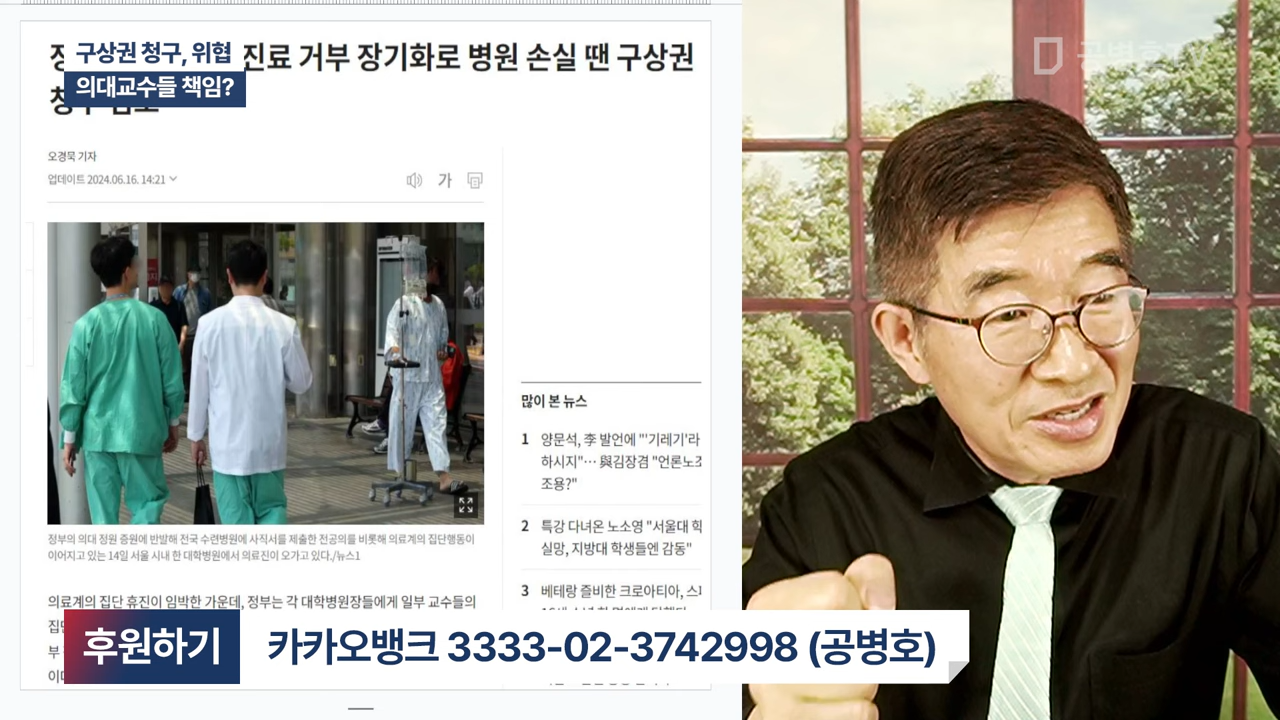 구상권 청구, 위협
의대교수들 책임?
진료 거부 장기화로 병원 손실 땐 구상권
공병호TV
오경묵 기자
업데이트 2024.06.16. 14:21
가
정부의 의대 정원 증원에 반발해 전국 수련병원에 사직서를 제출한 전공의를 비롯해 의료계의 집단행동이
이어지고 있는 14일 서울 시내 한 대학병원에서 의료진이 오가고 있다./뉴스1
의료계의 집단 휴진이 임박한 가운데, 정부는 각 대학병원장들에게 일부 교수들의
많이 본 뉴스
1 양문석, 李 발언에 "'기레기'라
하시지"… 與김장겸 "언론노조
조용?"
2 특강 다녀온 노소영 "서울대 학
실망, 지방대 학생들엔 감동"
3 베테랑 즐비한 크로아티아, 스
후원하기
카카오뱅크 3333-02-3742998 (공병호)